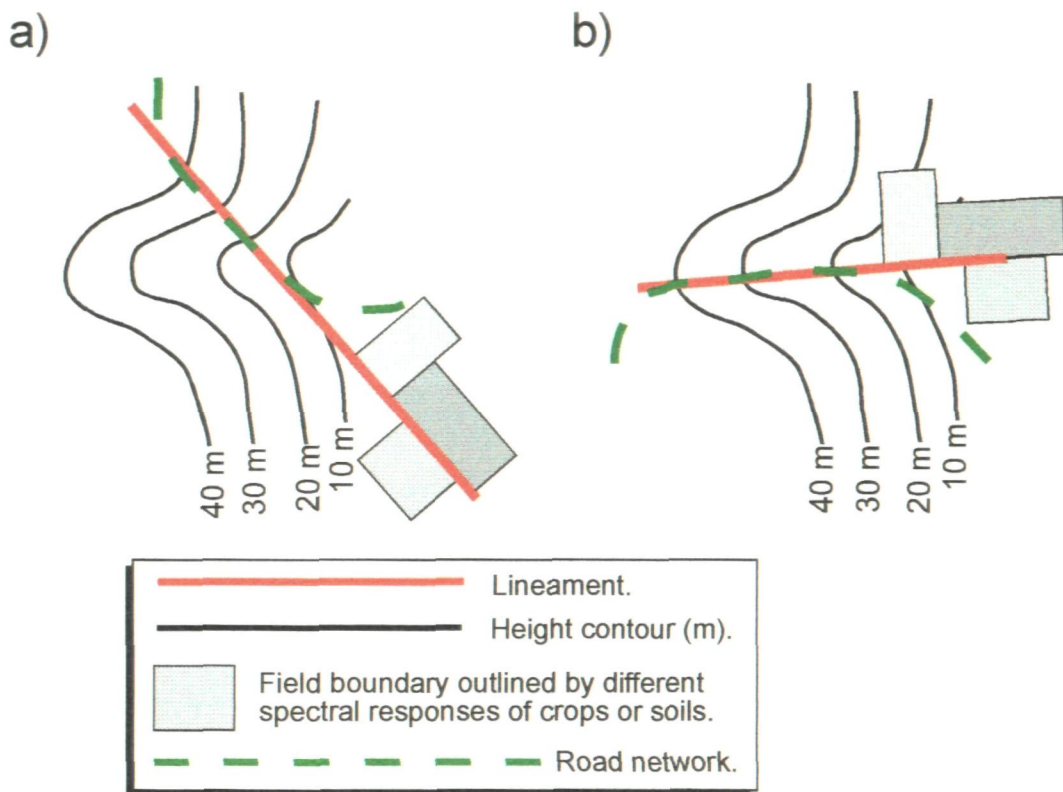 a)
b)
40 m
30 m
20 m
10 m
40 m
30 m
20 m
10 m
Lineament.
Height contour (m).
Field boundary outlined by different
spectral responses of crops or soils.
Road network.